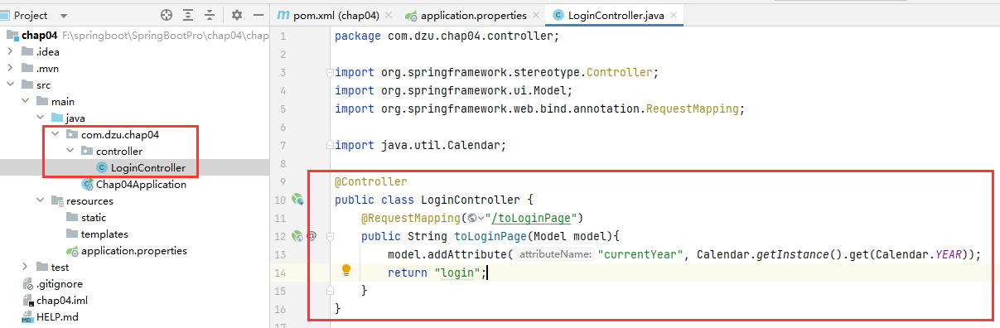 Project
pom.xml (chap04)
application.properties
LoginController.java
chap04 F:\springboot\SpringBootPro\chap04\chap
.idea
.mvn
src
main
java
com.dzu.chap04
controller
LoginController
Chap04Application
resources
static
templates
application.properties
test
.gitignore
chap04.iml
HELP.md
1 package com.dzu.chap04.controller;
2
3 import org.springframework.stereotype.Controller;
4 import org.springframework.ui.Model;
5 import org.springframework.web.bind.annotation.RequestMapping;
6
7 import java.util.Calendar;
8
9 @Controller
10 public class LoginController {
11 @RequestMapping("/toLoginPage")
12 @ public String toLoginPage(Model model){
13 model.addAttribute( attributeName: "currentYear", Calendar.getInstance().get(Calendar.YEAR));
14 return "login";
15 }
16 }
17